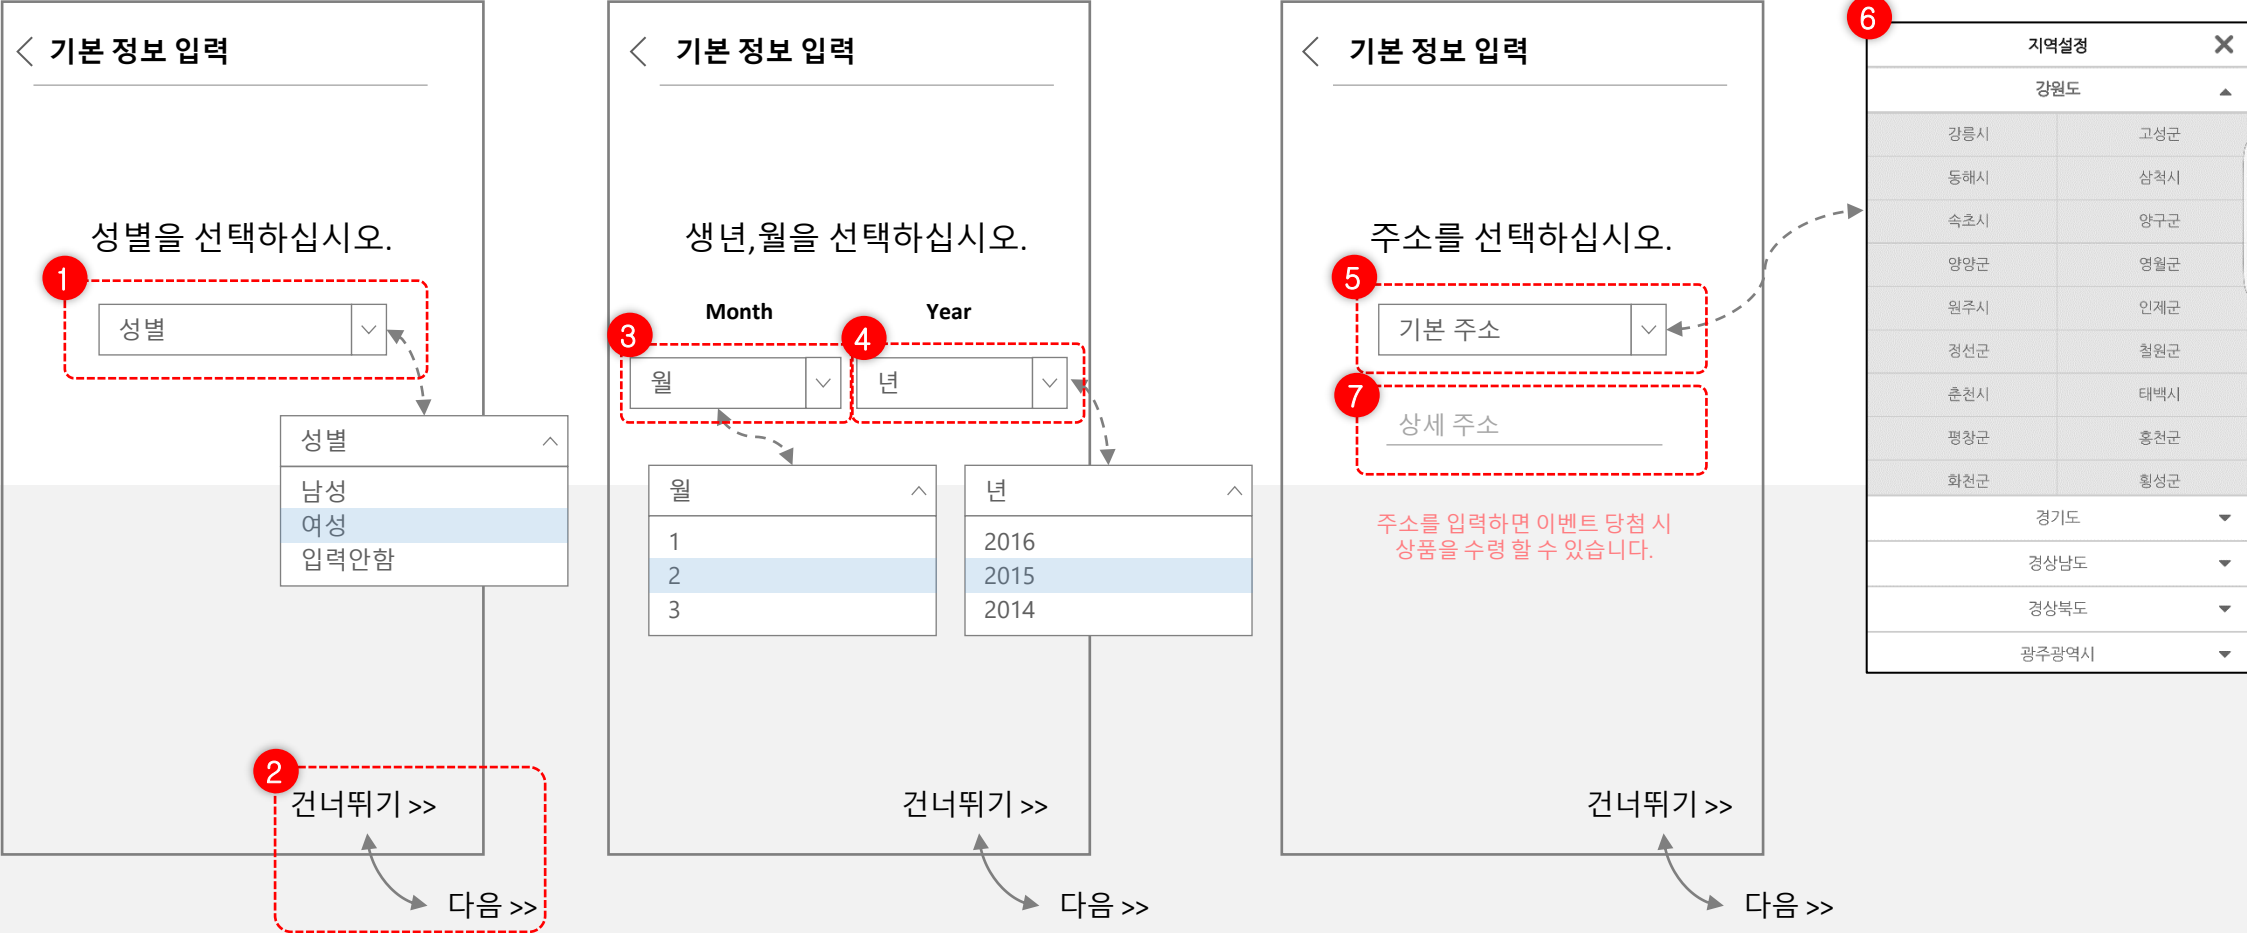 기본 정보 입력
성별을 선택하십시오.
1
성별
성별
남성
여성
입력안함
2
건너뛰기 >>
다음 >>
기본 정보 입력
생년,월을 선택하십시오.
Month
Year
3
월
4
년
월
1
2
3
년
2016
2015
2014
건너뛰기 >>
다음 >>
기본 정보 입력
주소를 선택하십시오.
5
기본 주소
7
상세 주소
주소를 입력하면 이벤트 당첨 시
상품을 수령 할 수 있습니다.
건너뛰기 >>
다음 >>
6
지역설정
강원도
강릉시 고성군
동해시 삼척시
속초시 양구군
양양군 영월군
원주시 인제군
정선군 철원군
춘천시 태백시
평창군 홍천군
화천군 횡성군
경기도
경상남도
경상북도
광주광역시